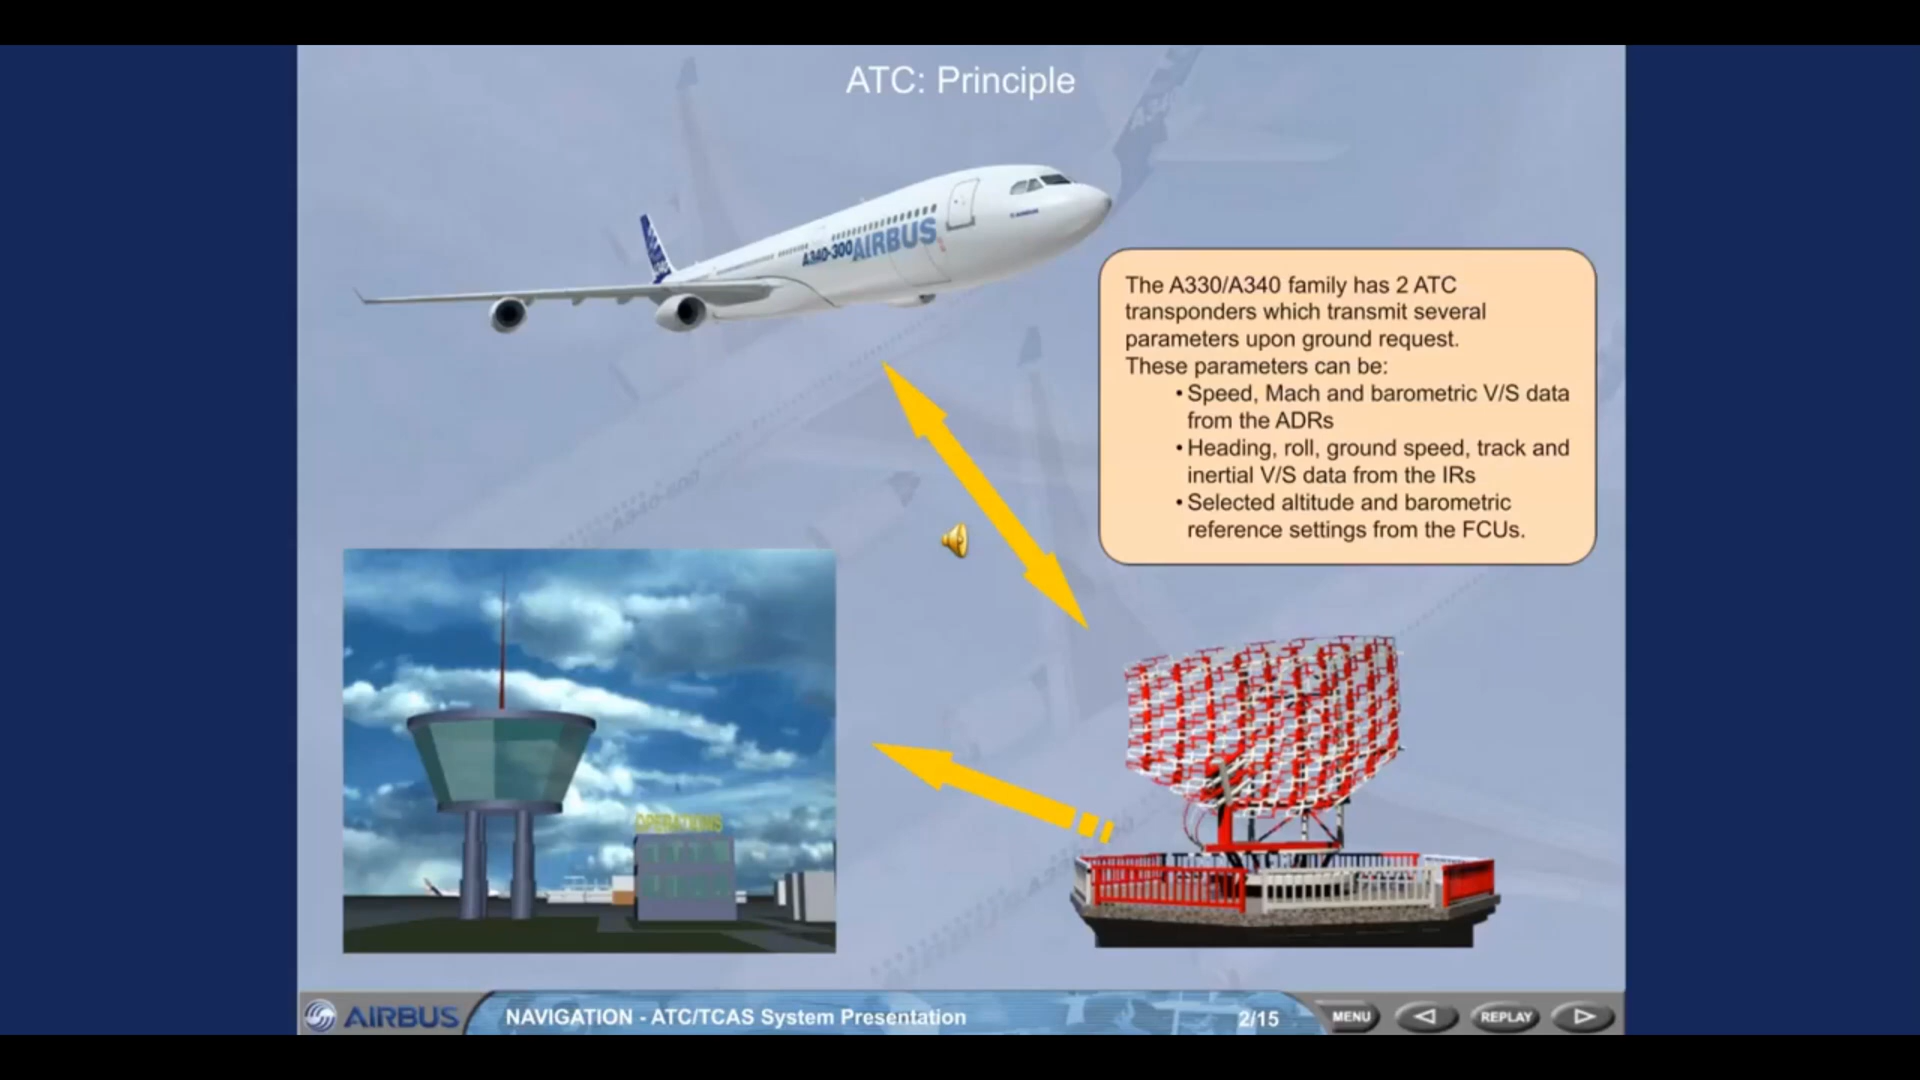 ATC: Principle
A340-300 AIRBUS
The A330/A340 family has 2 ATC
transponders which transmit several
parameters upon ground request.
These parameters can be:
• Speed, Mach and barometric V/S data
from the ADRs
• Heading, roll, ground speed, track and
inertial V/S data from the IRs
• Selected altitude and barometric
reference settings from the FCUs.
OPERATIONS
AIRBUS
NAVIGATION - ATC/TCAS System Presentation
2/15
MENU
REPLAY